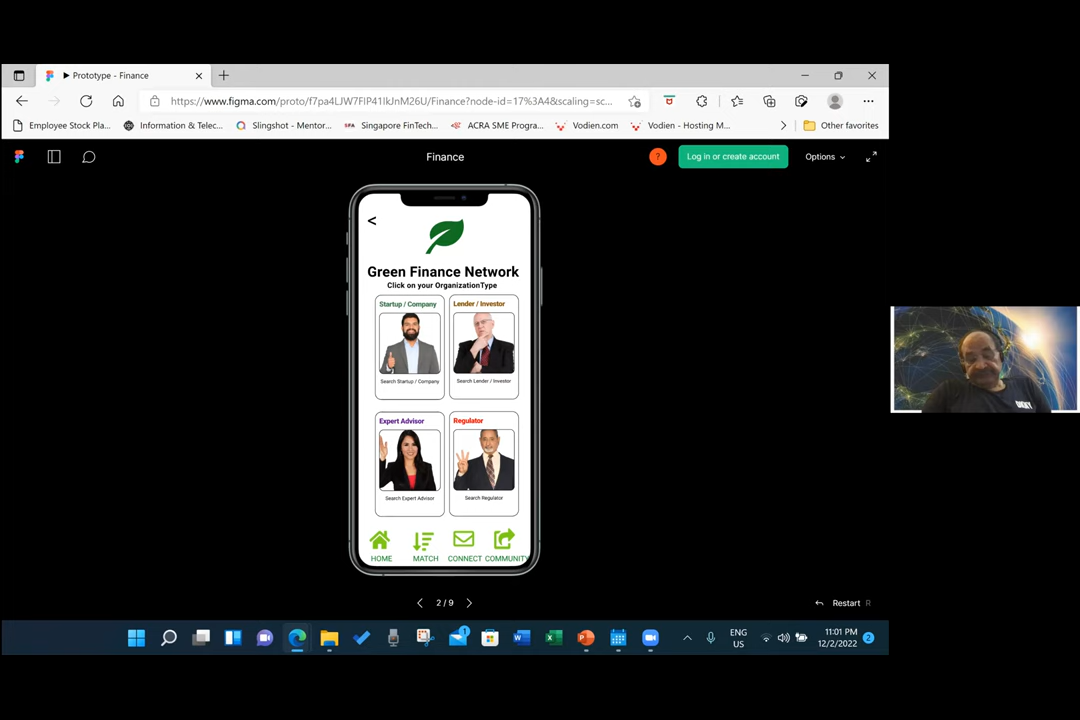 Prototype - Finance
https://www.figma.com/proto/f7pa4LJW7FlP41IkJnM26U/Finance?node-id=17%3A4&scaling=sc...
Employee Stock Pla...
Information & Telec...
Slingshot - Mentor...
Singapore FinTech...
ACRA SME Progra...
Vodien.com
Vodien - Hosting M...
Other favorites
Finance
?
Log in or create account
Options
<
Green Finance Network
Click on your OrganizationType
Startup / Company
Lender / Investor
Search Startup / Company
Search Lender / Investor
Expert Advisor
Regulator
Search Expert Advisor
Search Regulator
HOME
MATCH
CONNECT
COMMUNITY
2 / 9
Restart R
1
ENG
US
11:01 PM
12/2/2022
2